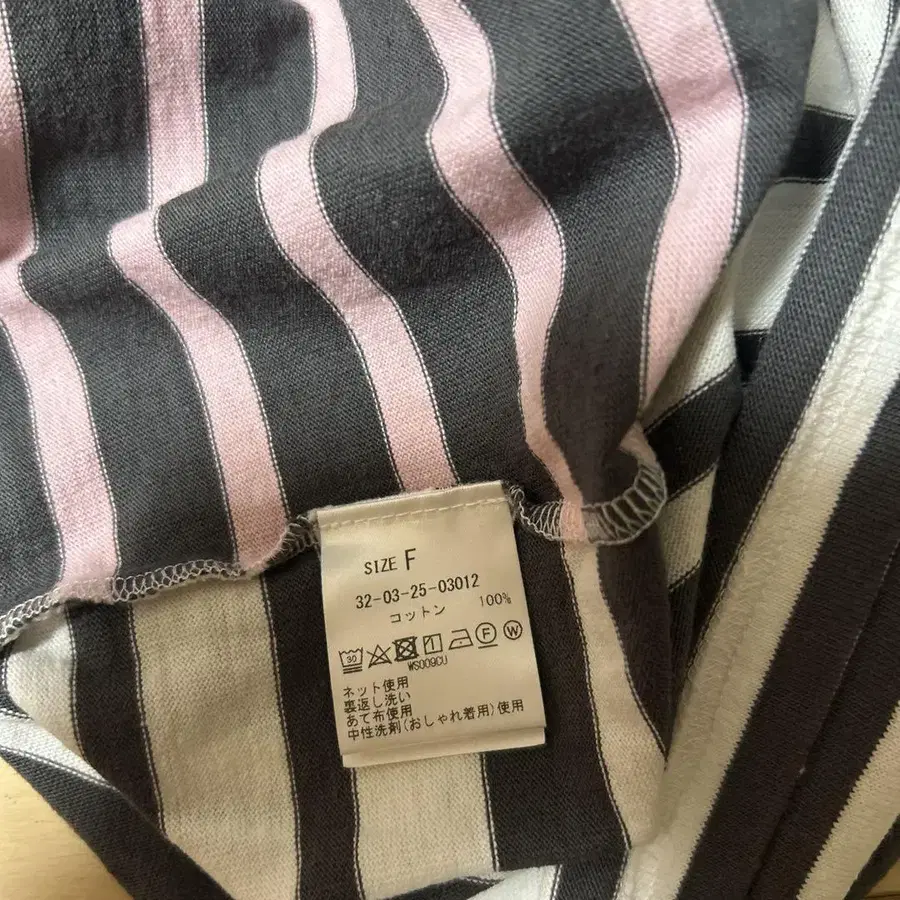 SIZE F
32-03-25-03012
コットン 100%
30 F W
WS009CU
ネット使用
裏返し洗い
あて布使用
中性洗剤(おしゃれ着用)使用